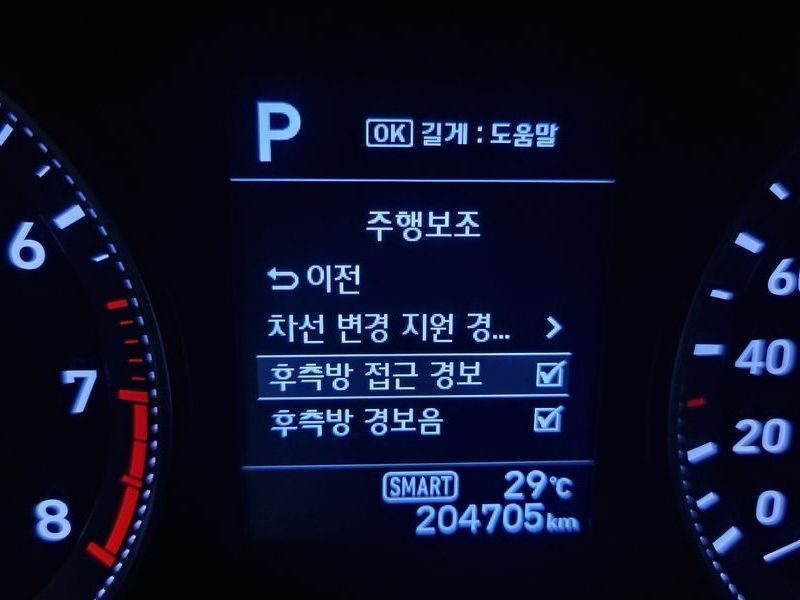 P
OK 길게 : 도움말
주행보조
이전
차선 변경 지원 경...
후측방 접근 경보
후측방 경보음
SMART 29℃
204705km
6
7
8
60
40
20
0